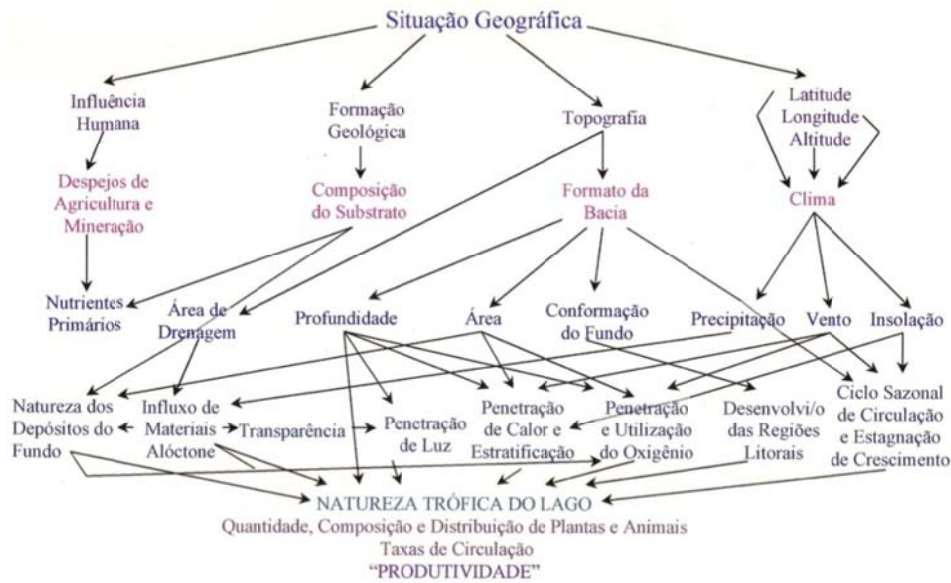 Situação Geográfica
Influência
Humana
Formação
Geológica
Topografia
Latitude
Longitude
Altitude
Despejos de
Agricultura e
Mineração
Composição
do Substrato
Formato da
Bacia
Clima
Nutrientes
Primários
Área de
Drenagem
Profundidade
Área
Conformação
do Fundo
Precipitação
Vento
Insolação
Natureza dos
Depósitos do
Fundo
Influxo de
Materiais
Alóctone
Transparência
Penetração
de Luz
Penetração
de Calor e
Estratificação
Penetração
e Utilização
do Oxigênio
Desenvolvi/o
das Regiões
Litorais
Ciclo Sazonal
de Circulação
e Estagnação
de Crescimento
NATUREZA TRÓFICA DO LAGO
Quantidade, Composição e Distribuição de Plantas e Animais
Taxas de Circulação
“PRODUTIVIDADE”